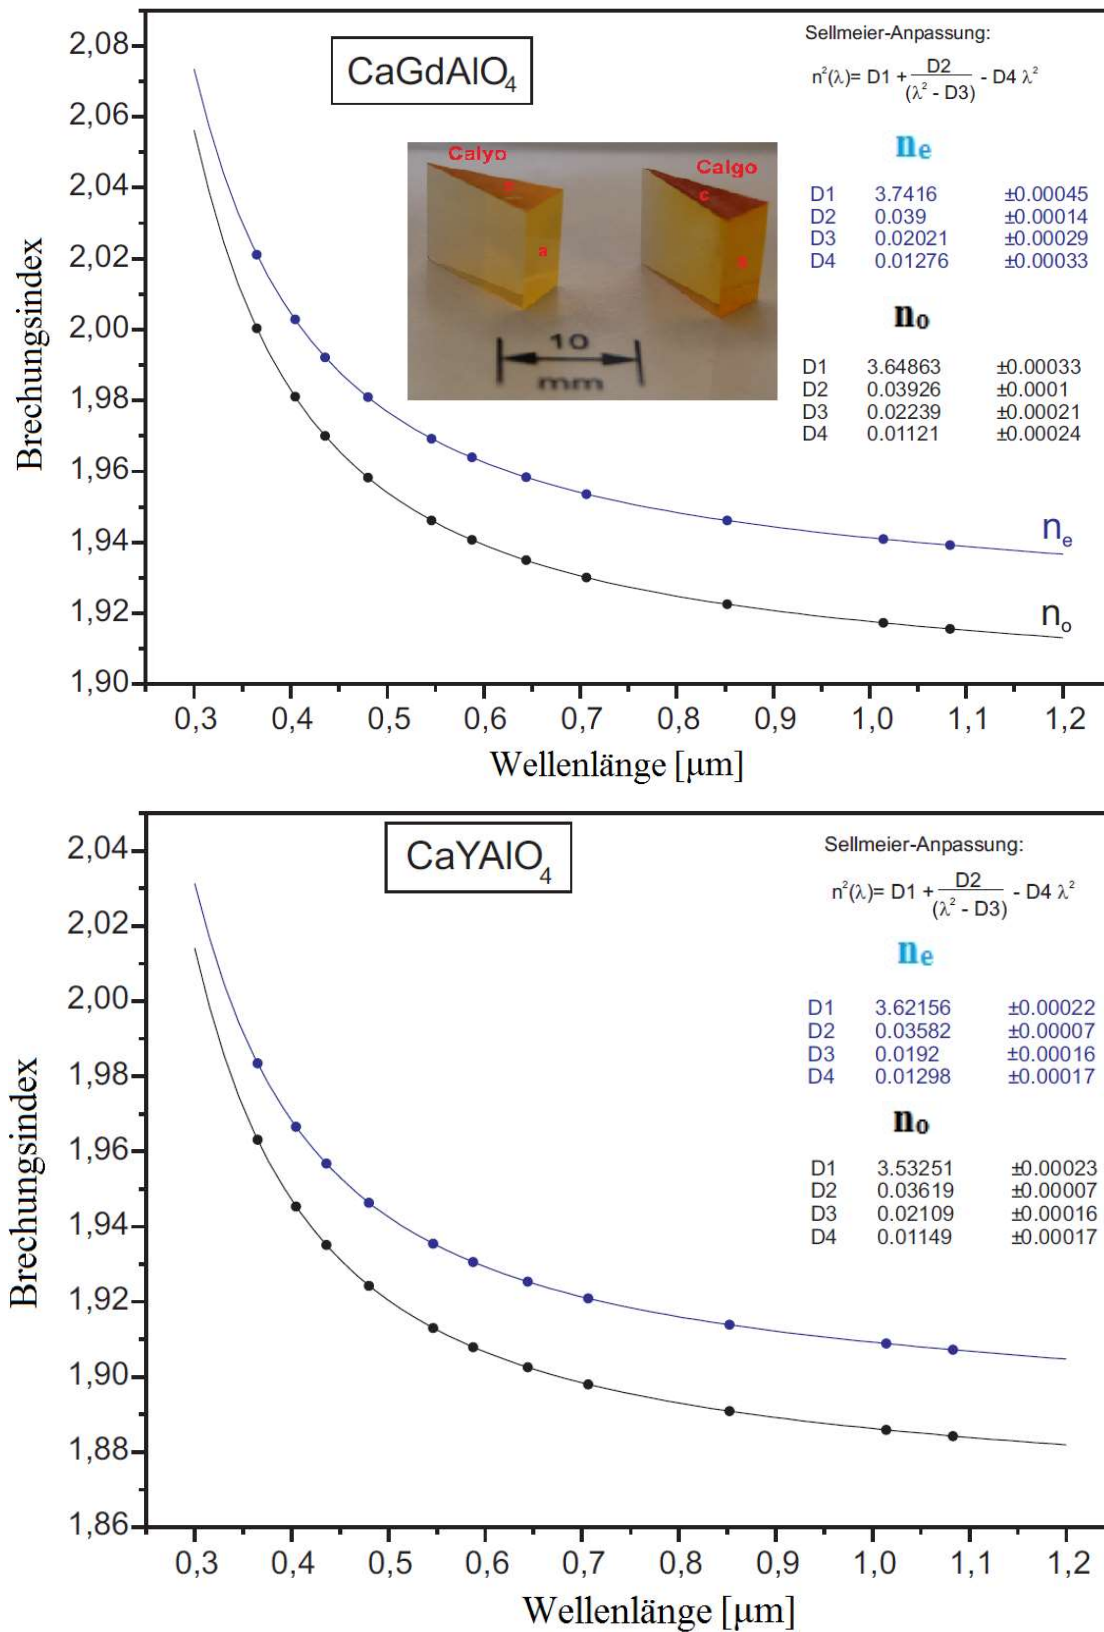 CaGdAlO₄
Sellmeier-Anpassung:
n²(λ)= D1 + D2/(λ² - D3) - D4 λ²
nₑ
D1 3.7416 ±0.00045
D2 0.039 ±0.00014
D3 0.02021 ±0.00029
D4 0.01276 ±0.00033
n₀
D1 3.64863 ±0.00033
D2 0.03926 ±0.0001
D3 0.02239 ±0.00021
D4 0.01121 ±0.00024
Calyo
Calgo
c
a
10
mm
nₑ
nₒ
Brechungsindex
2,08
2,06
2,04
2,02
2,00
1,98
1,96
1,94
1,92
1,90
0,3 0,4 0,5 0,6 0,7 0,8 0,9 1,0 1,1 1,2
Wellenlänge [μm]
CaYAlO₄
Sellmeier-Anpassung:
n²(λ)= D1 + D2/(λ² - D3) - D4 λ²
nₑ
D1 3.62156 ±0.00022
D2 0.03582 ±0.00007
D3 0.0192 ±0.00016
D4 0.01298 ±0.00017
n₀
D1 3.53251 ±0.00023
D2 0.03619 ±0.00007
D3 0.02109 ±0.00016
D4 0.01149 ±0.00017
Brechungsindex
2,04
2,02
2,00
1,98
1,96
1,94
1,92
1,90
1,88
1,86
0,3 0,4 0,5 0,6 0,7 0,8 0,9 1,0 1,1 1,2
Wellenlänge [μm]